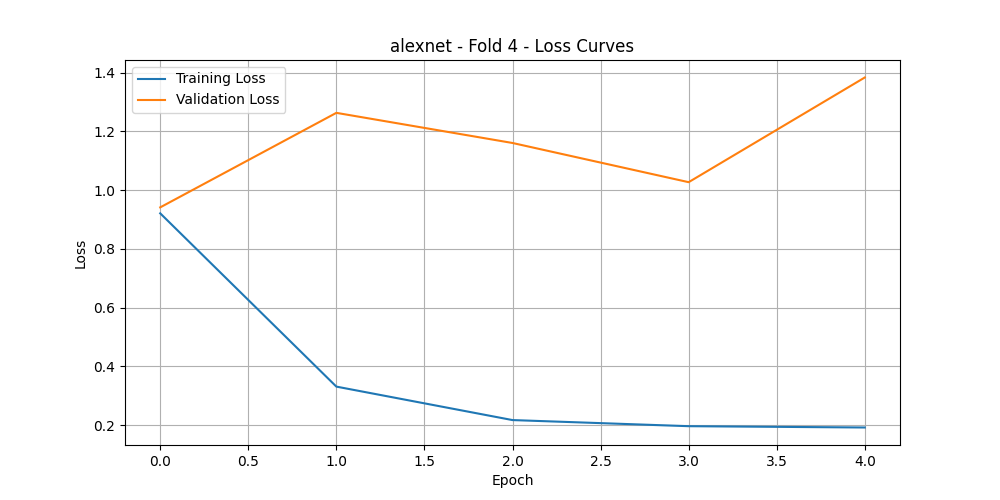 alexnet - Fold 4 - Loss Curves
Training Loss
Validation Loss
1.4
1.2
1.0
0.8
0.6
0.4
0.2
Loss
0.0 0.5 1.0 1.5 2.0 2.5 3.0 3.5 4.0
Epoch